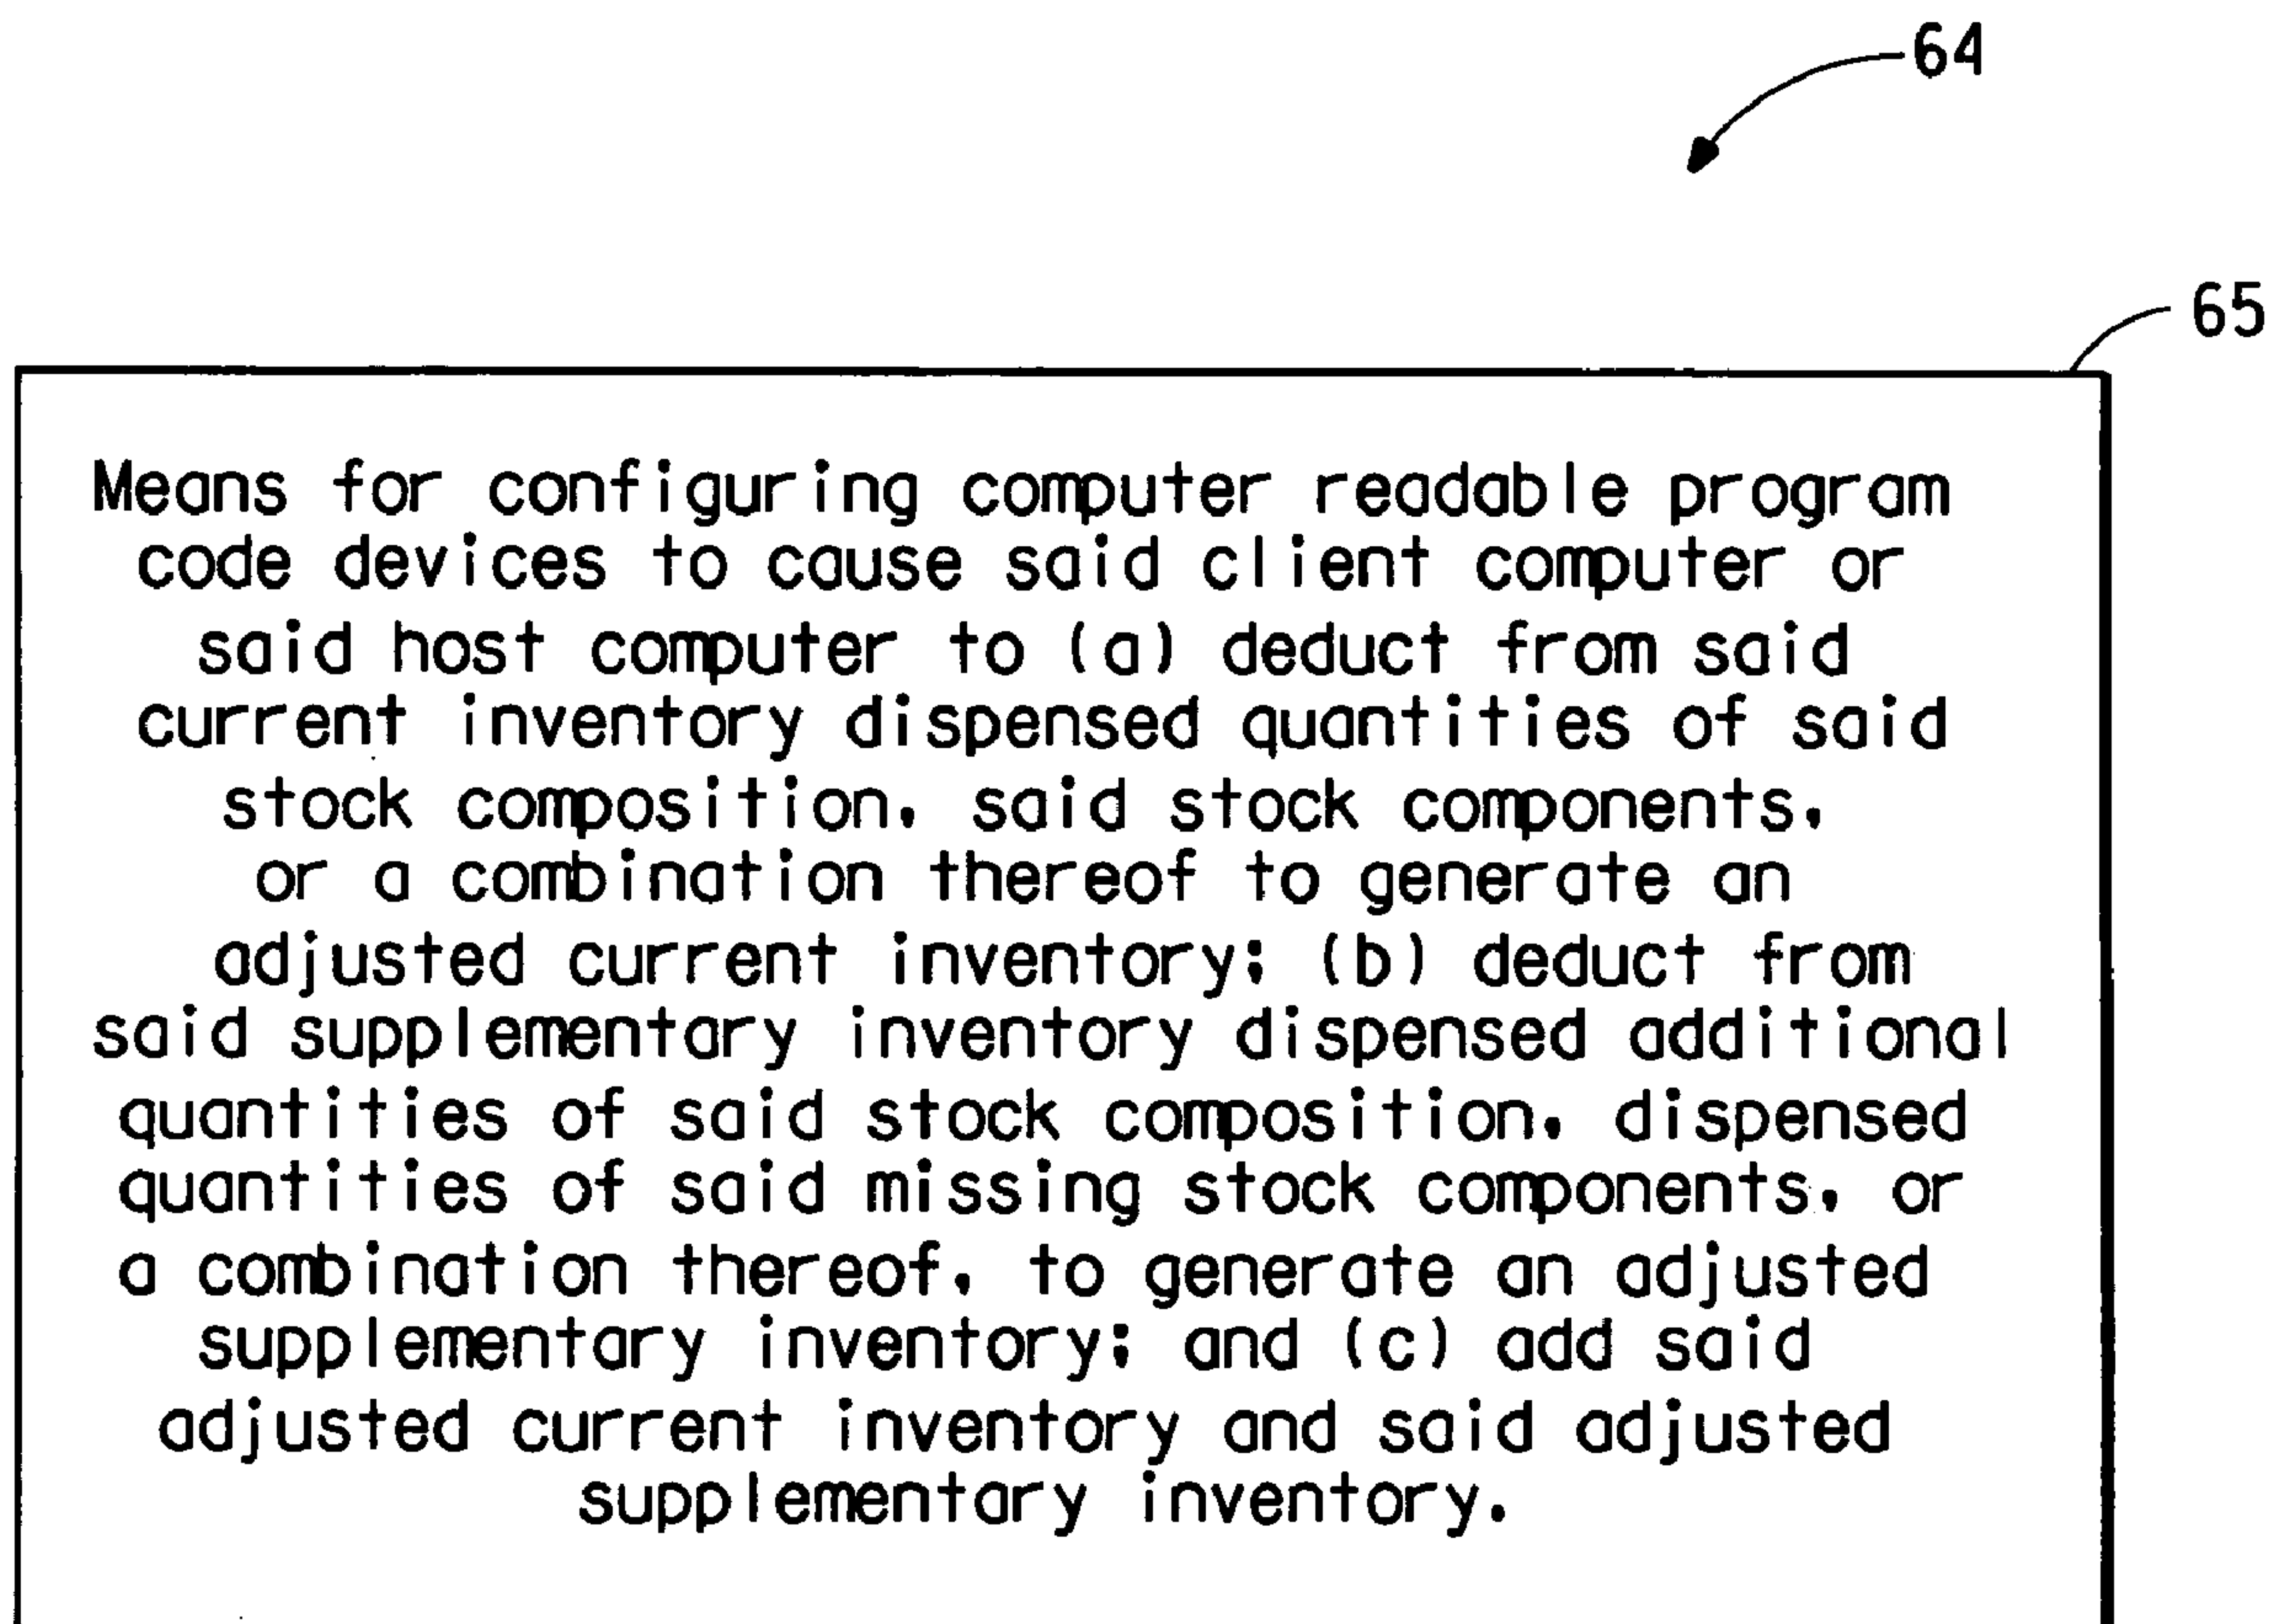 64
65
Means for configuring computer readable program
code devices to cause said client computer or
said host computer to (a) deduct from said
current inventory dispensed quantities of said
stock composition, said stock components,
or a combination thereof to generate an
adjusted current inventory; (b) deduct from
said supplementary inventory dispensed additional
quantities of said stock composition, dispensed
quantities of said missing stock components, or
a combination thereof, to generate an adjusted
supplementary inventory; and (c) add said
adjusted current inventory and said adjusted
supplementary inventory.